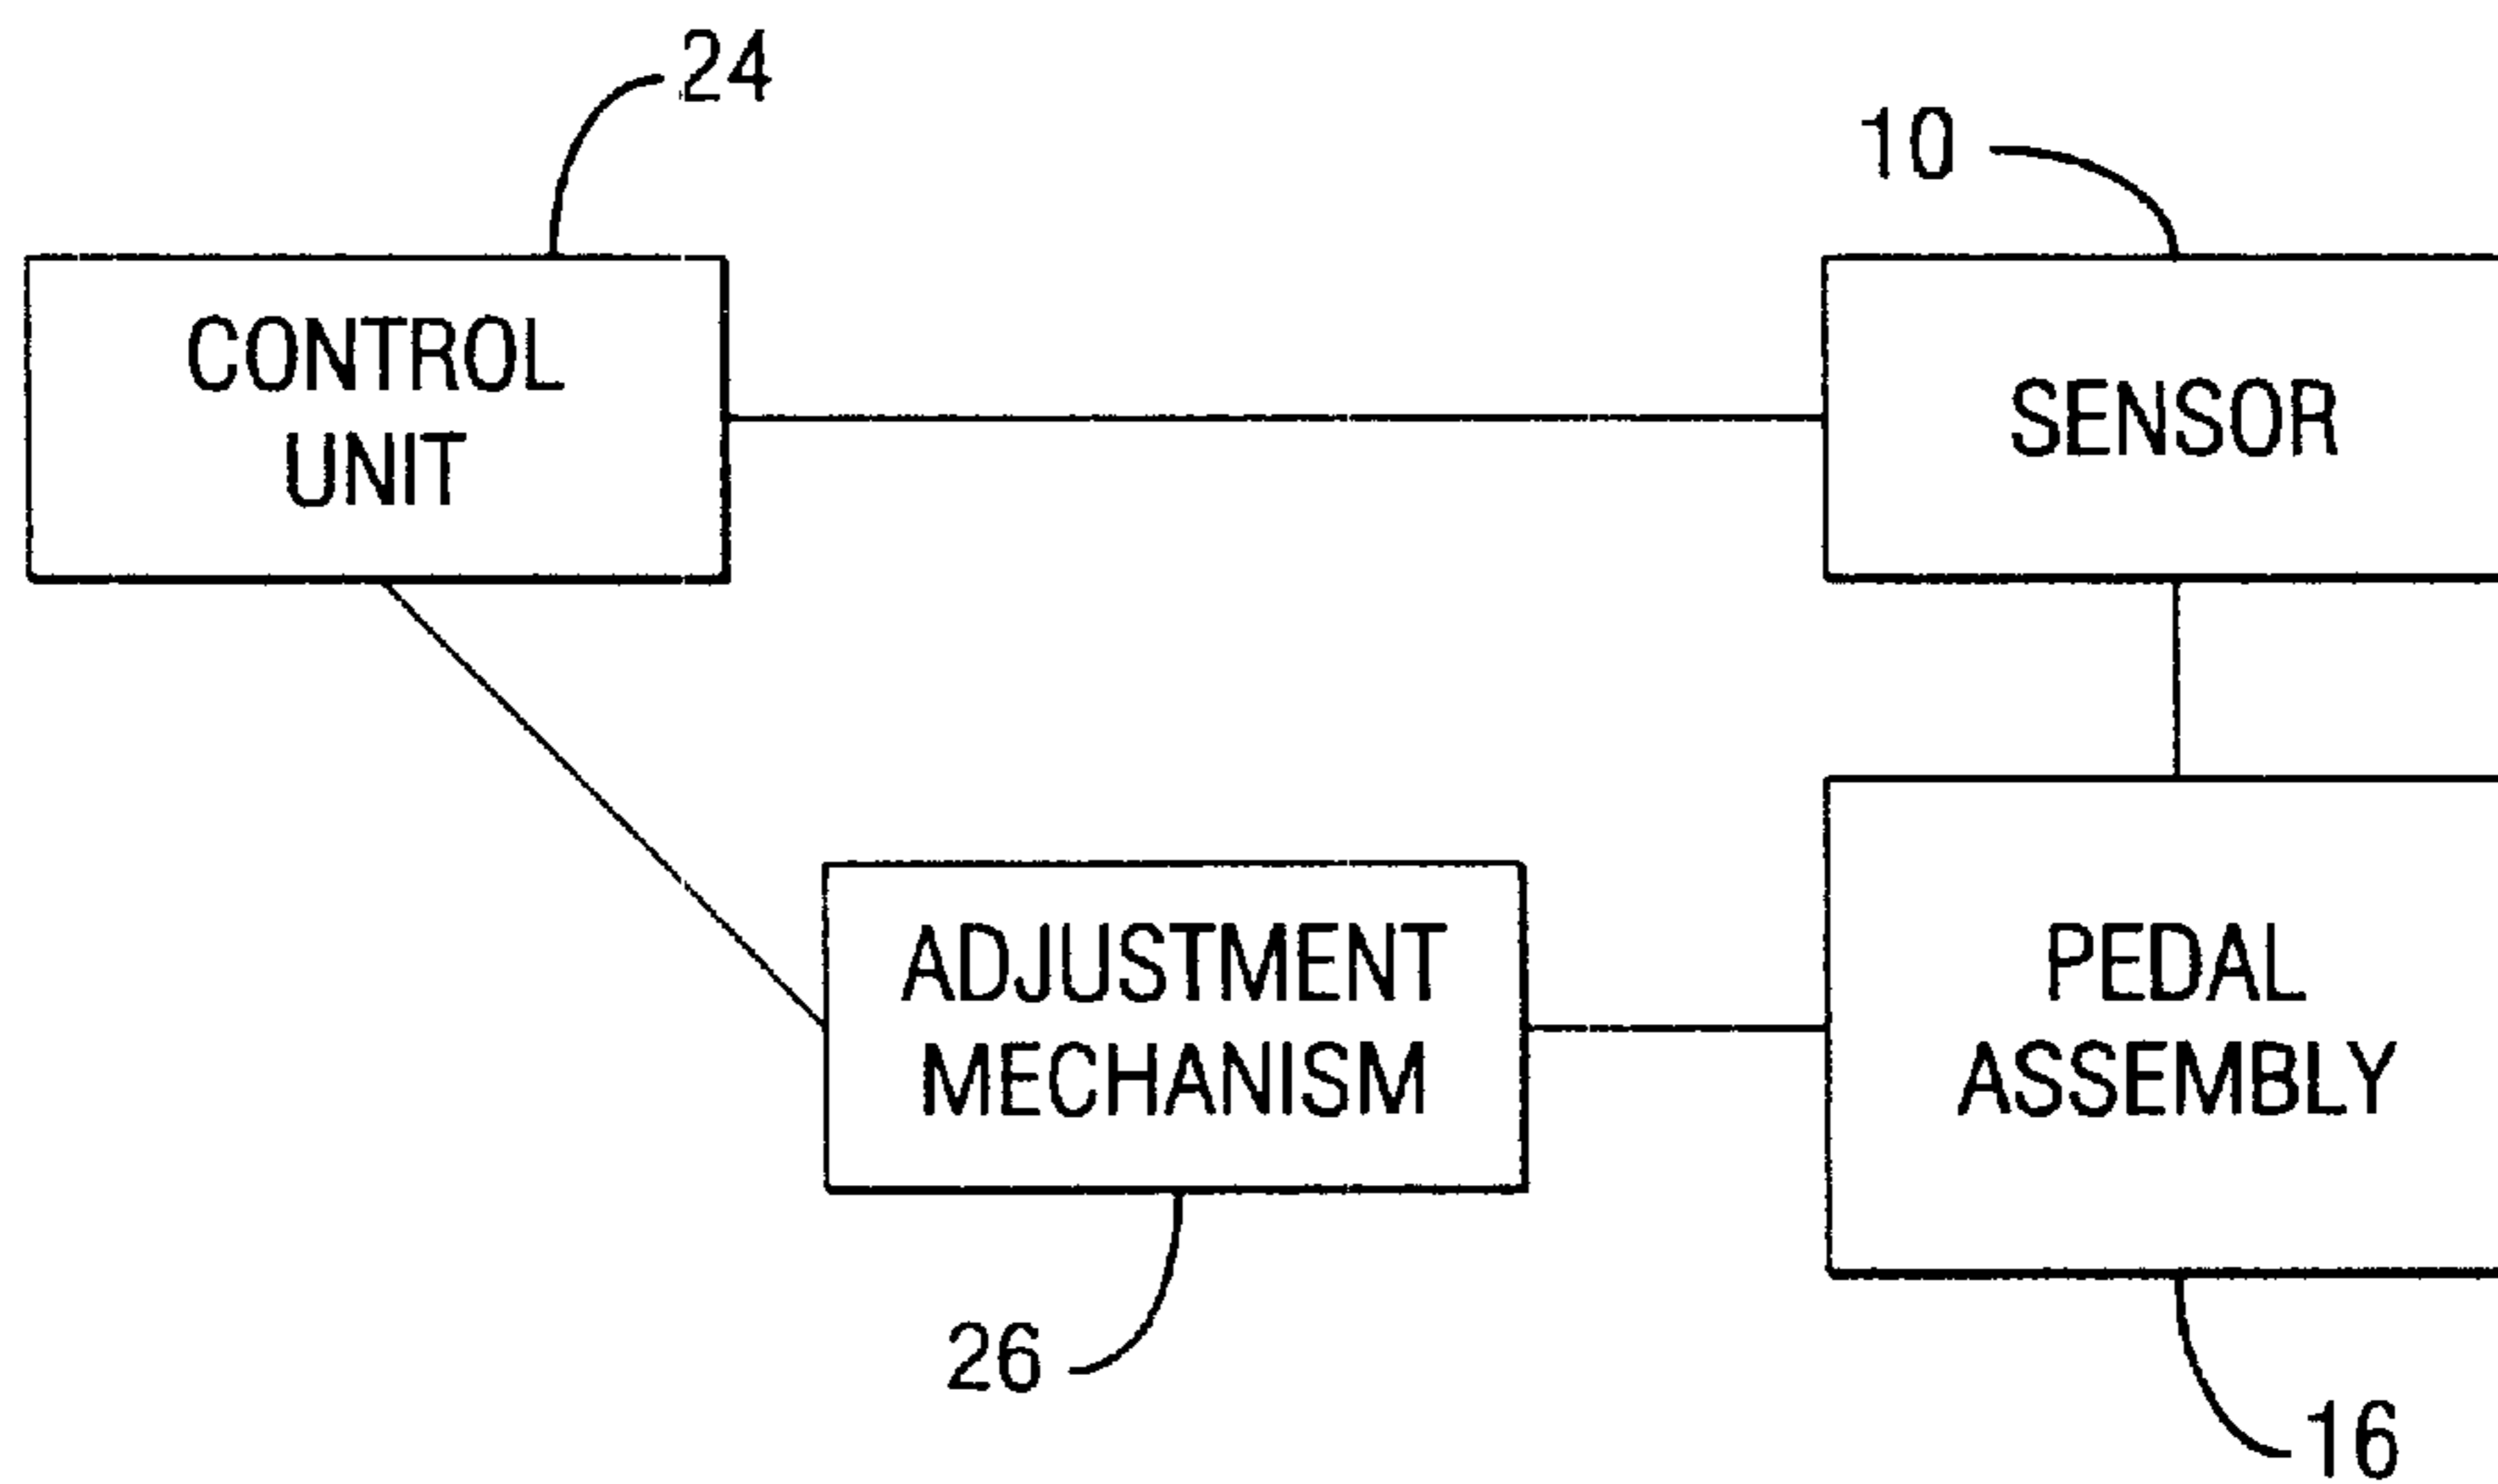 24
10
CONTROL
UNIT
SENSOR
ADJUSTMENT
MECHANISM
PEDAL
ASSEMBLY
26
16